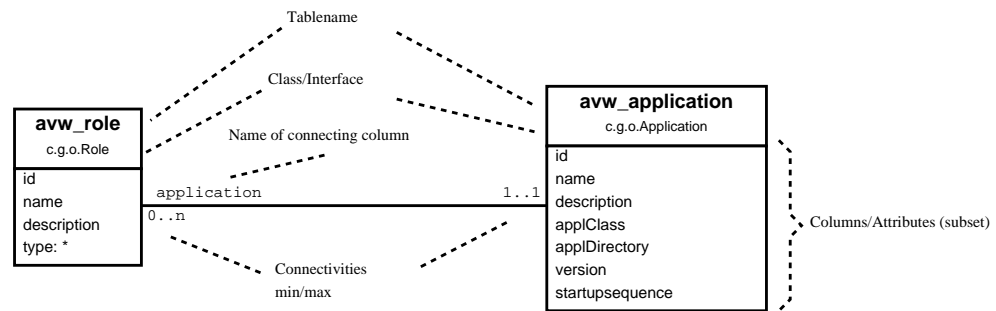 Tablename
Class/Interface
Name of connecting column
avw_role
c.g.o.Role
id
name
description
type: *
application
0..n
1..1
Connectivities
min/max
avw_application
c.g.o.Application
id
name
description
applClass
applDirectory
version
startupsequence
Columns/Attributes (subset)